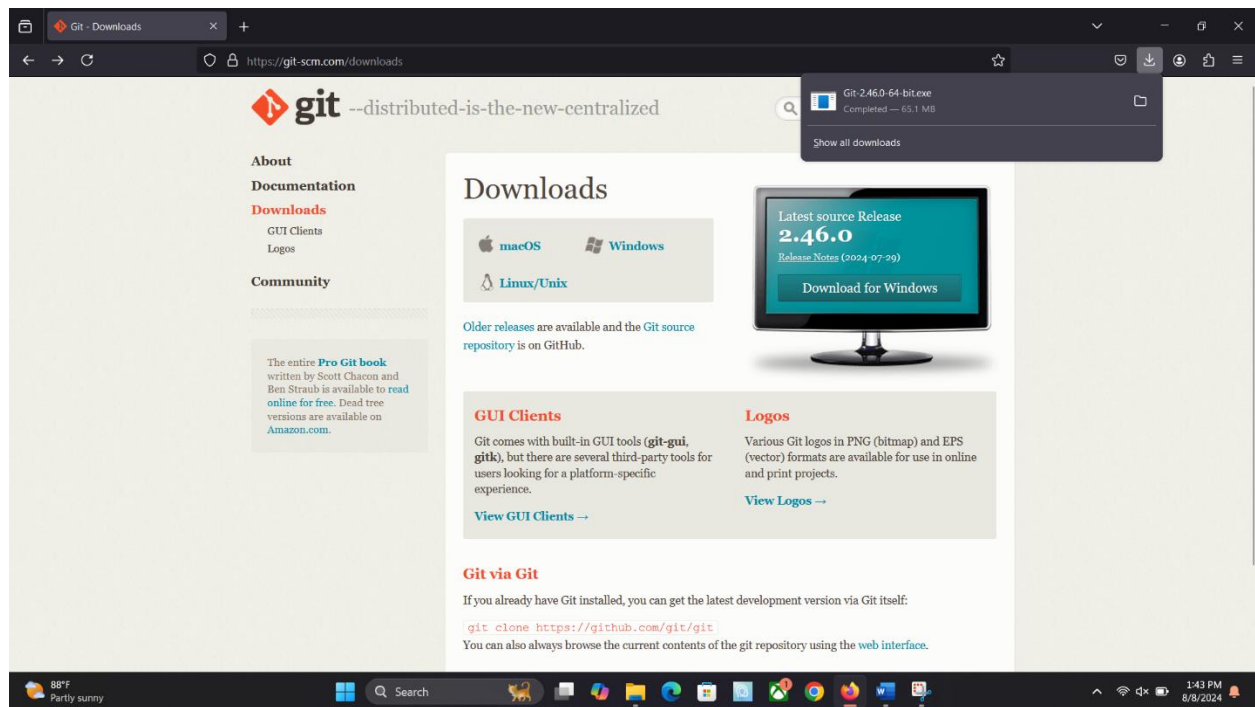 Git - Downloads
https://git-scm.com/downloads
Git-2.46.0-64-bit.exe
Completed — 65.1 MB
Show all downloads
git --distributed-is-the-new-centralized
About
Documentation
Downloads
GUI Clients
Logos
Community
The entire Pro Git book
written by Scott Chacon and
Ben Straub is available to read
online for free. Dead tree
versions are available on
Amazon.com.
Downloads
macOS
Windows
Linux/Unix
Older releases are available and the Git source
repository is on GitHub.
Latest source Release
2.46.0
Release Notes (2024-07-29)
Download for Windows
GUI Clients
Git comes with built-in GUI tools (git-gui,
gitk), but there are several third-party tools for
users looking for a platform-specific
experience.
View GUI Clients →
Logos
Various Git logos in PNG (bitmap) and EPS
(vector) formats are available for use in online
and print projects.
View Logos →
Git via Git
If you already have Git installed, you can get the latest development version via Git itself:
git clone https://github.com/git/git
You can also always browse the current contents of the git repository using the web interface.
88°F
Partly sunny
Search
1:43 PM
8/8/2024